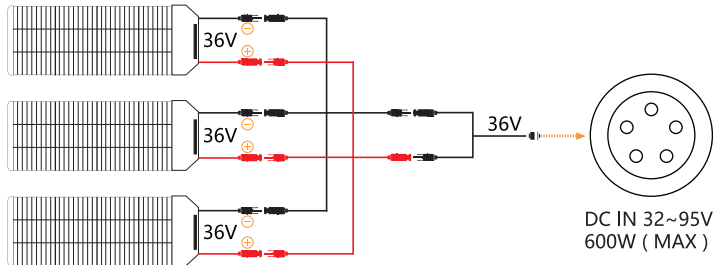 36V
⊖
⊕
36V
⊖
⊕
36V
⊖
⊕
36V
DC IN 32~95V
600W ( MAX )